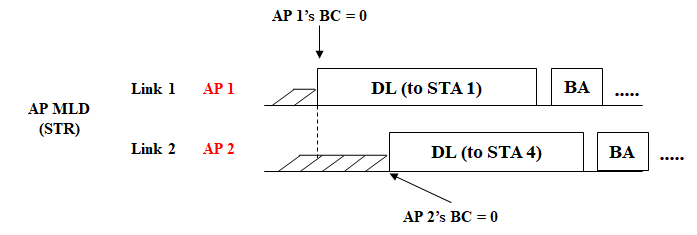 AP 1's BC = 0
Link 1 AP 1 DL (to STA 1) BA .....
AP MLD
(STR)
Link 2 AP 2 DL (to STA 4) BA .....
AP 2's BC = 0